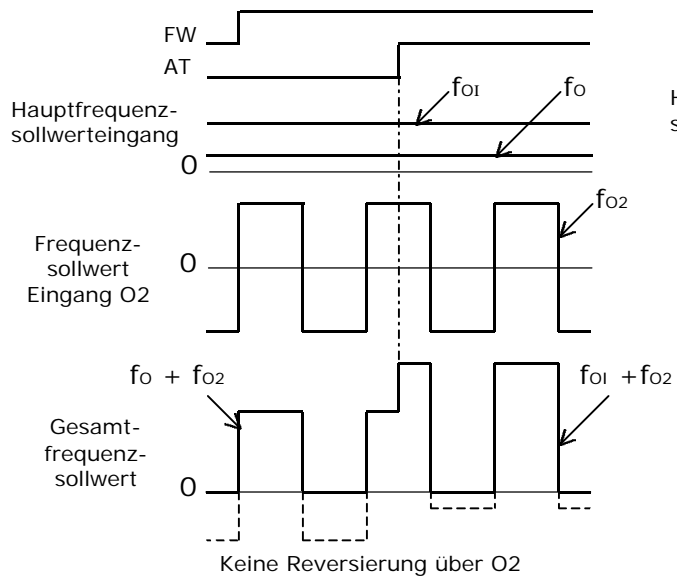 FW
AT
fOI
fO
Hauptfrequenz-
sollwerteingang
H
s
0
fO2
Frequenz-
sollwert
Eingang O2
0
fO + fO2
fOI +fO2
Gesamt-
frequenz-
sollwert
0
Keine Reversierung über O2